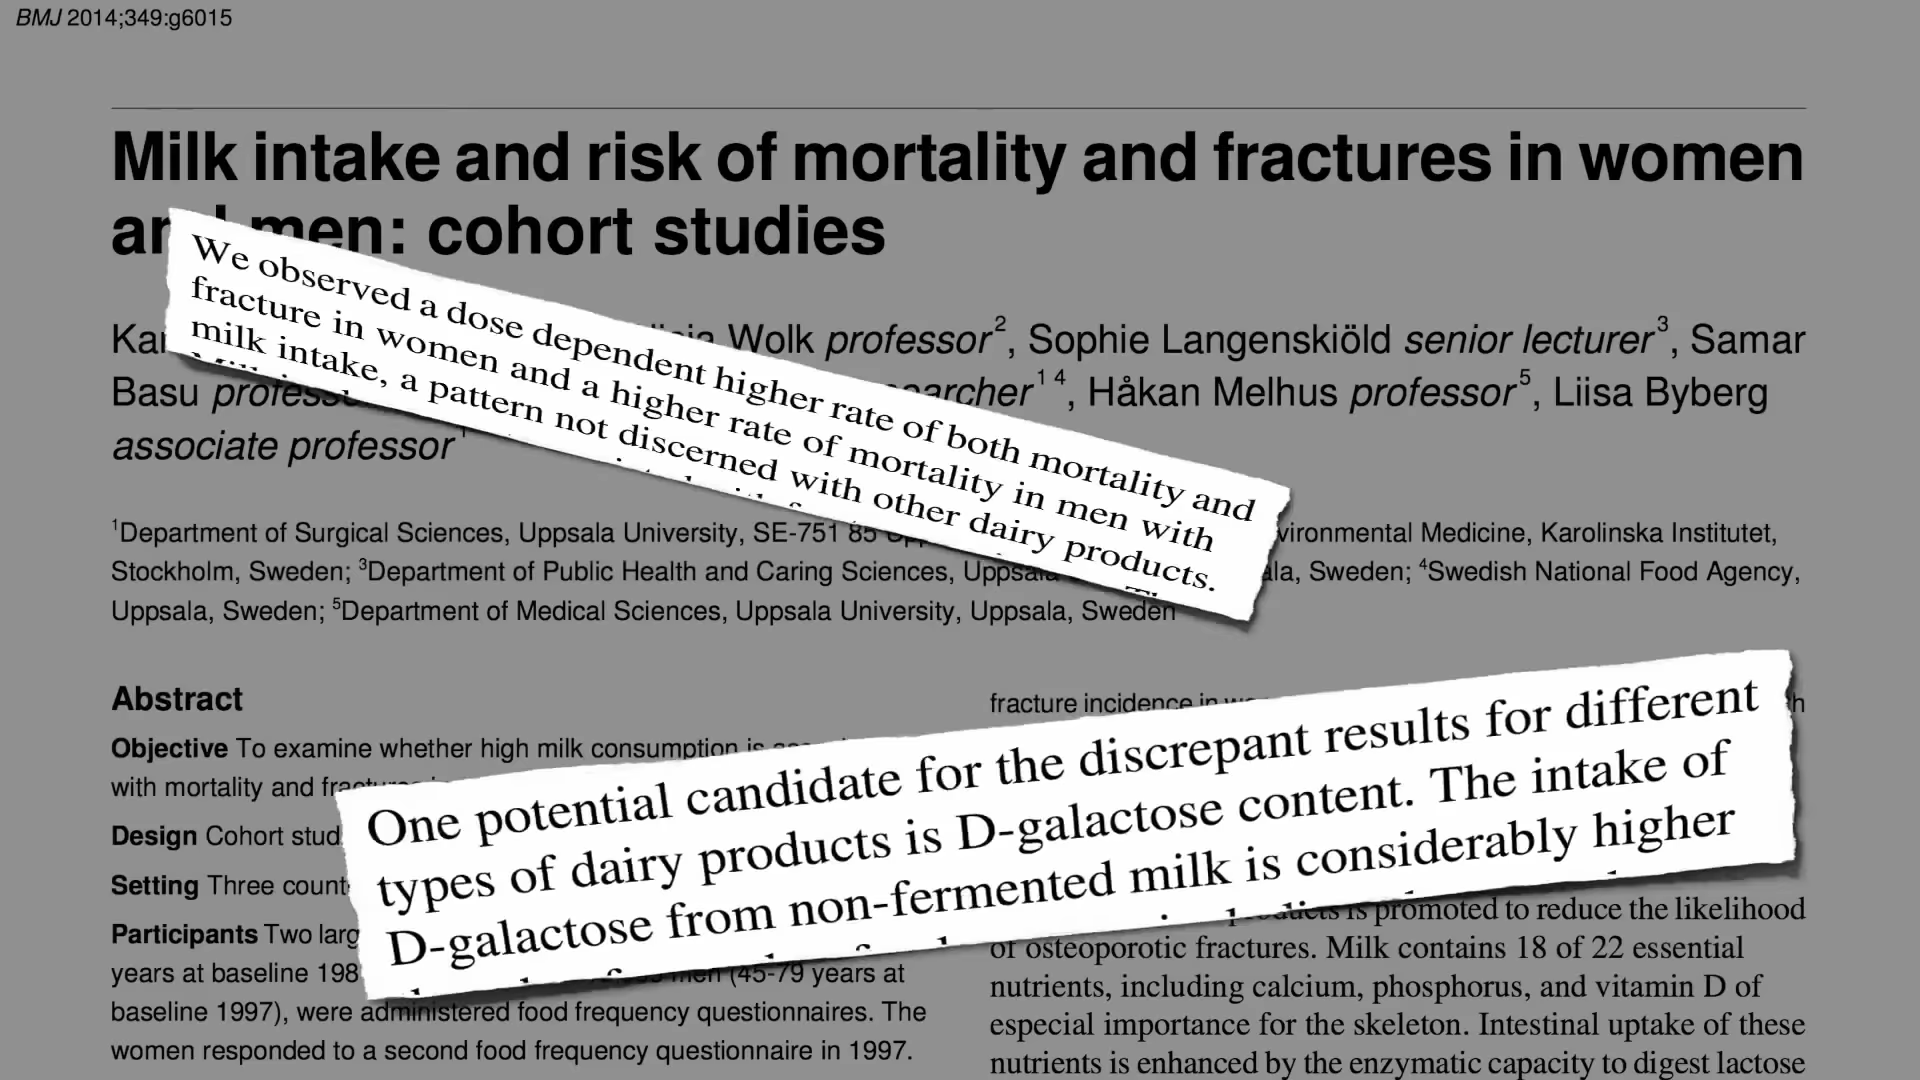 BMJ 2014;349:g6015
Milk intake and risk of mortality and fractures in women
and men: cohort studies
We observed a dose dependent higher rate of both mortality and
fracture in women and a higher rate of mortality in men with
milk intake, a pattern not discerned with other dairy products.
Wolk professor2, Sophie Langenskiöld senior lecturer3, Samar
Basu 1 4, Håkan Melhus professor5, Liisa Byberg
associate professor1
1Department of Surgical Sciences, Uppsala University, SE-751 85 Environmental Medicine, Karolinska Institutet,
Stockholm, Sweden; 3Department of Public Health and Caring Sciences, Uppsala Sweden; 4Swedish National Food Agency,
Uppsala, Sweden; 5Department of Medical Sciences, Uppsala University, Uppsala, Sweden
Abstract
Objective To examine whether high milk consumption is
with mortality and
Design Cohort
Setting Three
Participants Two
years at baseline men (45-79 years at
baseline 1997), were administered food frequency questionnaires. The
women responded to a second food frequency questionnaire in 1997.
fracture incidence in
One potential candidate for the discrepant results for different
types of dairy products is D-galactose content. The intake of
D-galactose from non-fermented milk is considerably higher
products is promoted to reduce the likelihood
of osteoporotic fractures. Milk contains 18 of 22 essential
nutrients, including calcium, phosphorus, and vitamin D of
especial importance for the skeleton. Intestinal uptake of these
nutrients is enhanced by the enzymatic capacity to digest lactose